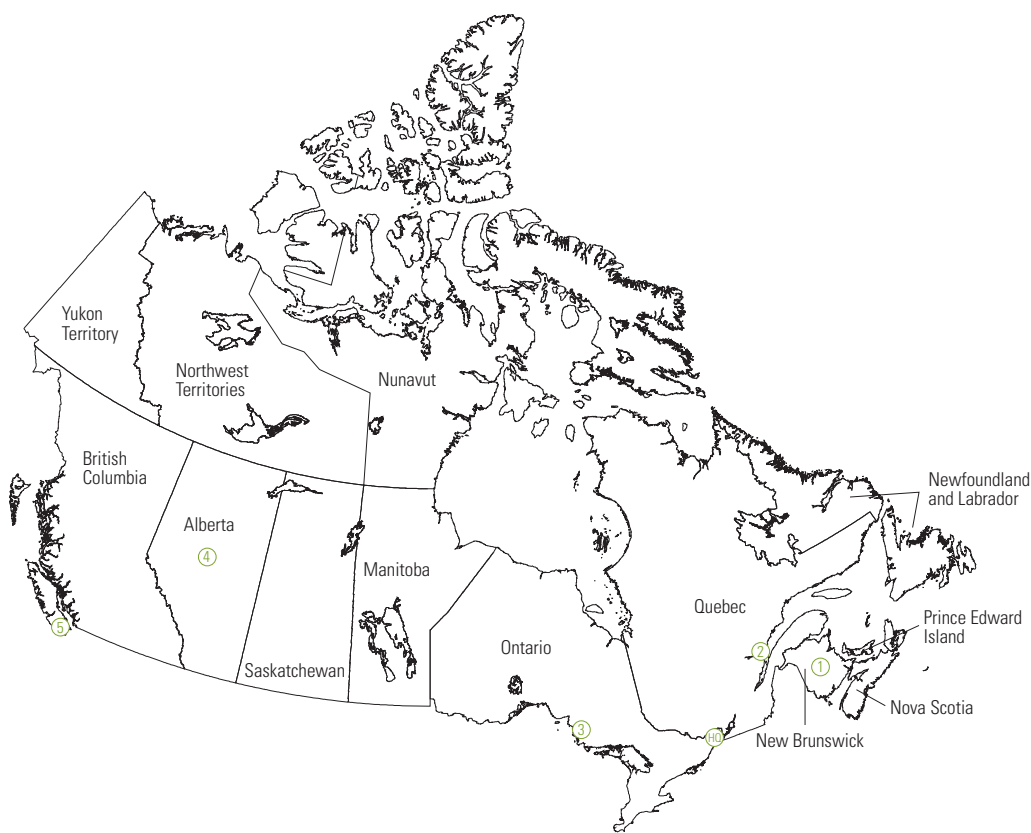 Yukon
Territory
Northwest
Territories
Nunavut
British
Columbia
Alberta
4
Newfoundland
and Labrador
Manitoba
Quebec
Prince Edward
Island
5
Ontario
2
1
Saskatchewan
Nova Scotia
3
HQ
New Brunswick